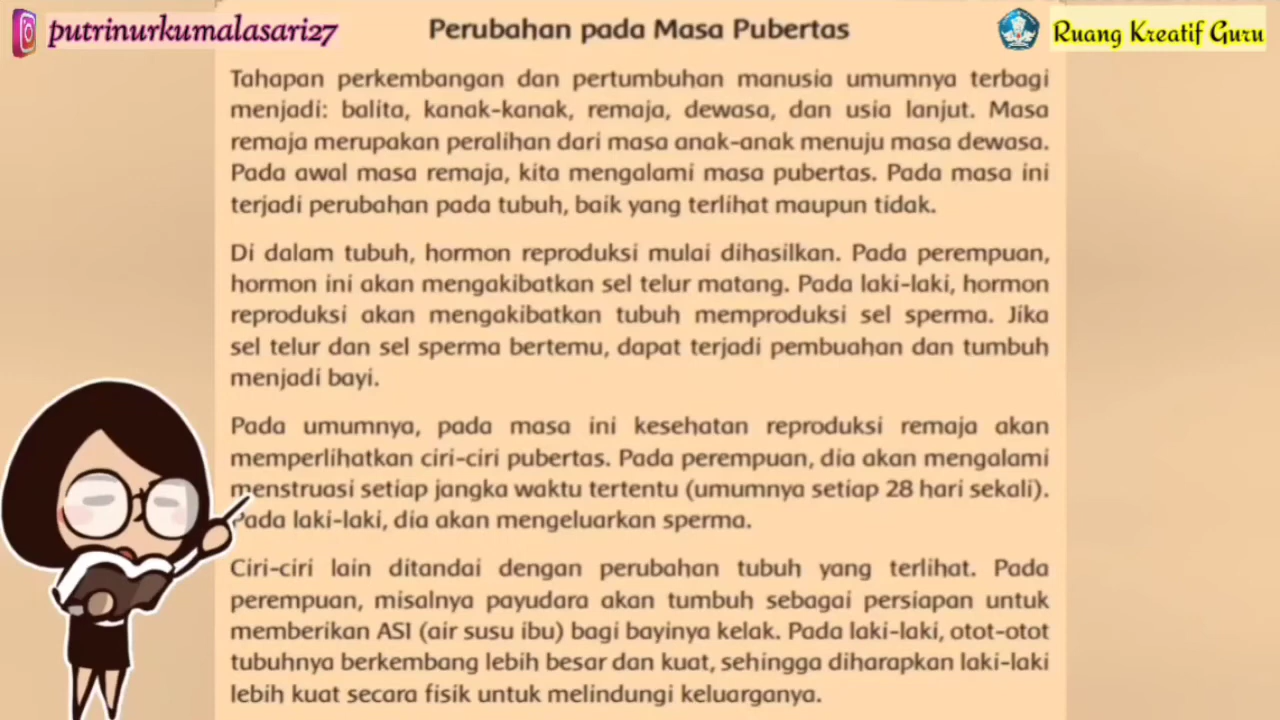 putrinurkumalasari27
Perubahan pada Masa Pubertas
Ruang Kreatif Guru
Tahapan perkembangan dan pertumbuhan manusia umumnya terbagi
menjadi: balita, kanak-kanak, remaja, dewasa, dan usia lanjut. Masa
remaja merupakan peralihan dari masa anak-anak menuju masa dewasa.
Pada awal masa remaja, kita mengalami masa pubertas. Pada masa ini
terjadi perubahan pada tubuh, baik yang terlihat maupun tidak.
Di dalam tubuh, hormon reproduksi mulai dihasilkan. Pada perempuan,
hormon ini akan mengakibatkan sel telur matang. Pada laki-laki, hormon
reproduksi akan mengakibatkan tubuh memproduksi sel sperma. Jika
sel telur dan sel sperma bertemu, dapat terjadi pembuahan dan tumbuh
menjadi bayi.
Pada umumnya, pada masa ini kesehatan reproduksi remaja akan
memperlihatkan ciri-ciri pubertas. Pada perempuan, dia akan mengalami
menstruasi setiap jangka waktu tertentu (umumnya setiap 28 hari sekali).
Pada laki-laki, dia akan mengeluarkan sperma.
Ciri-ciri lain ditandai dengan perubahan tubuh yang terlihat. Pada
perempuan, misalnya payudara akan tumbuh sebagai persiapan untuk
memberikan ASI (air susu ibu) bagi bayinya kelak. Pada laki-laki, otot-otot
tubuhnya berkembang lebih besar dan kuat, sehingga diharapkan laki-laki
lebih kuat secara fisik untuk melindungi keluarganya.